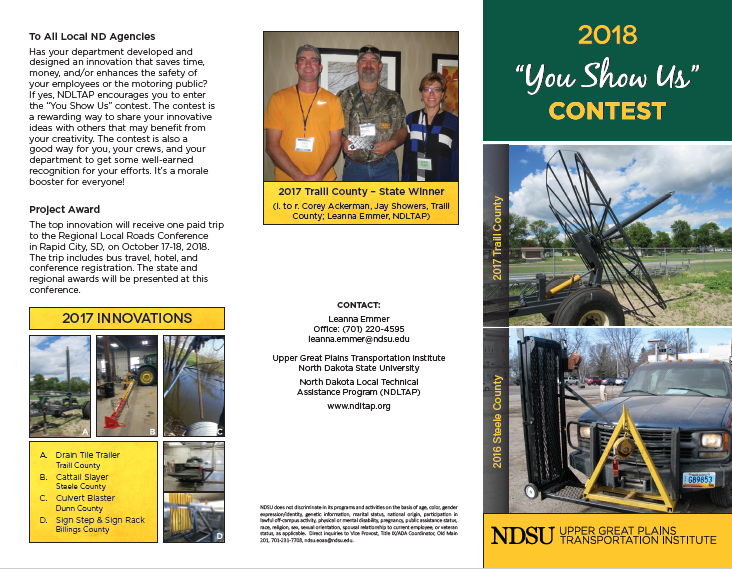 To All Local ND Agencies
Has your department developed and
designed an innovation that saves time,
money, and/or enhances the safety of
your employees or the motoring public?
If yes, NDLTAP encourages you to enter
the “You Show Us” contest. The contest is
a rewarding way to share your innovative
ideas with others that may benefit from
your creativity. The contest is also a
good way for you, your crews, and your
department to get some well-earned
recognition for your efforts. It’s a morale
booster for everyone!
Project Award
The top innovation will receive one paid trip
to the Regional Local Roads Conference
in Rapid City, SD, on October 17-18, 2018.
The trip includes bus travel, hotel, and
conference registration. The state and
regional awards will be presented at this
conference.
2017 INNOVATIONS
A
B
C
A. Drain Tile Trailer
Traill County
B. Cattail Slayer
Steele County
C. Culvert Blaster
Dunn County
D. Sign Step & Sign Rack
Billings County
D
2017 Traill County – State Winner
(l. to r. Corey Ackerman, Jay Showers, Traill
County; Leanna Emmer, NDLTAP)
CONTACT:
Leanna Emmer
Office: (701) 220-4595
leanna.emmer@ndsu.edu
Upper Great Plains Transportation Institute
North Dakota State University
North Dakota Local Technical
Assistance Program (NDLTAP)
www.ndltap.org
NDSU does not discriminate in its programs and activities on the basis of age, color, gender
expression/identity, genetic information, marital status, national origin, participation in
lawful off-campus activity, physical or mental disability, pregnancy, public assistance status,
race, religion, sex, sexual orientation, spousal relationship to current employee, or veteran
status, as applicable. Direct inquiries to Vice Provost, Title IX/ADA Coordinator, Old Main
201, 701-231-7708, ndsu.eoaa@ndsu.edu.
2018
“You Show Us”
CONTEST
2017 Traill County
2016 Steele County
G89853
NDSU UPPER GREAT PLAINS
TRANSPORTATION INSTITUTE